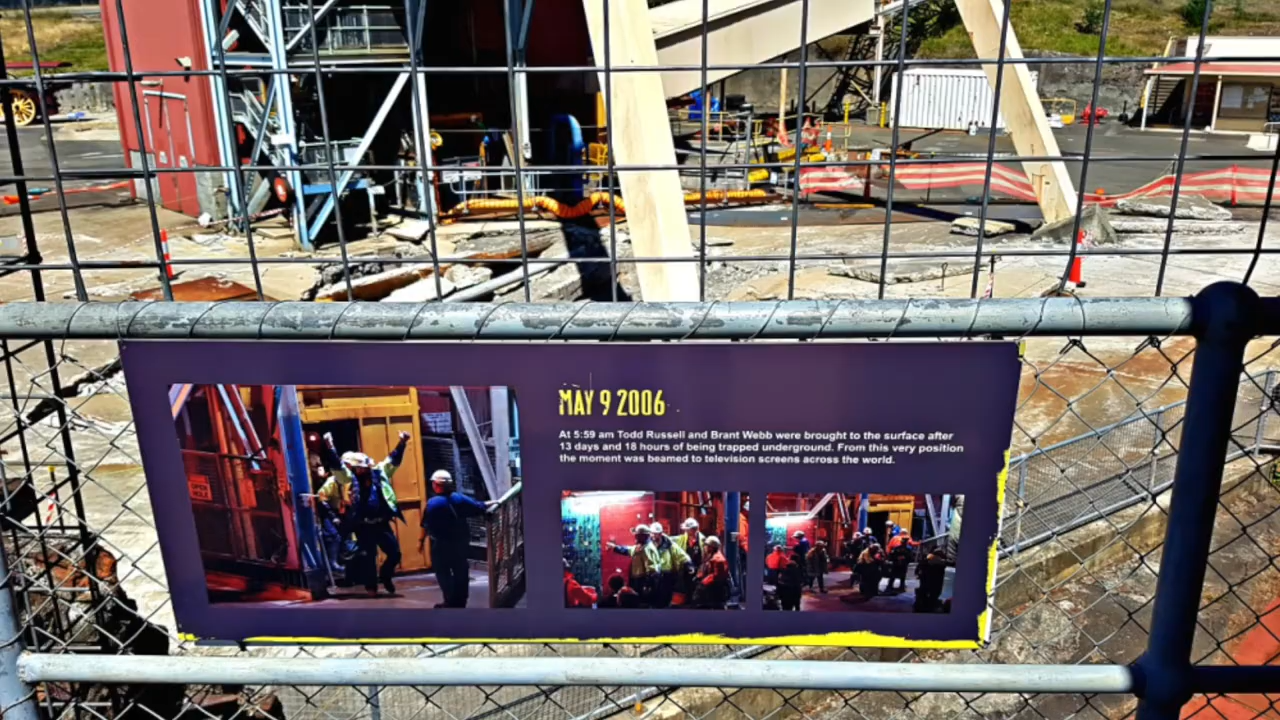 MAY 9 2006
At 5:59 am Todd Russell and Brant Webb were brought to the surface after
13 days and 18 hours of being trapped underground. From this very position
the moment was beamed to television screens across the world.
OPEN
HOLE